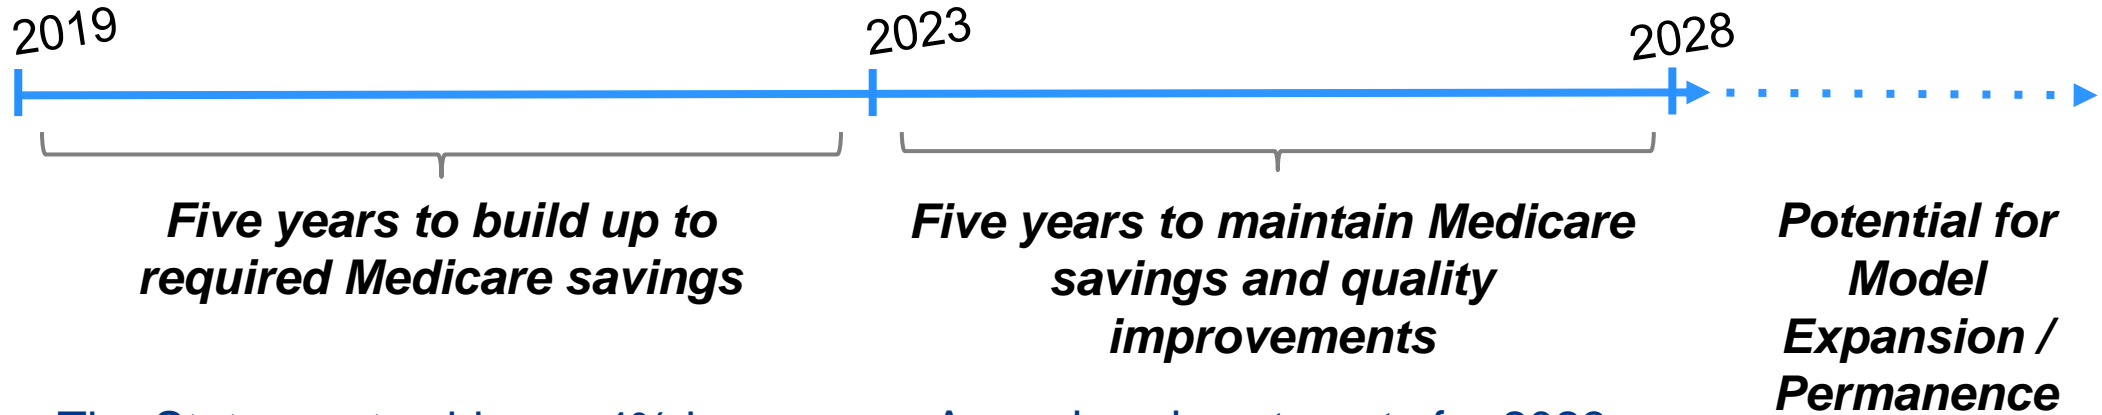 2019
2023
2028
Five years to build up to
required Medicare savings
Five years to maintain Medicare
savings and quality
improvements
Potential for
Model
Expansion /
Permanence